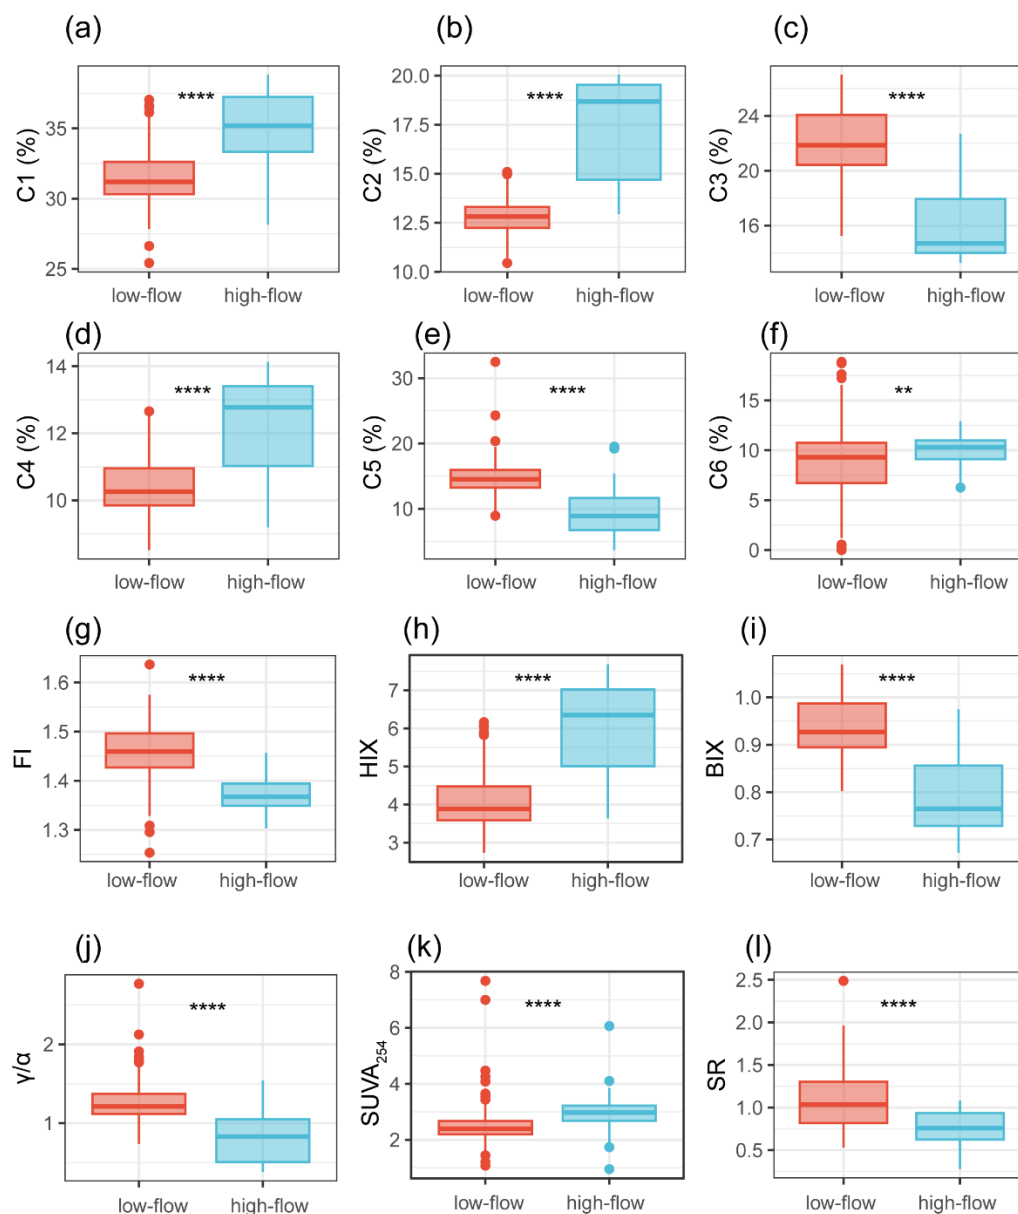 (a) (b) (c)
C1 (%)
35
30
25
****
low-flow high-flow
C2 (%)
20.0
17.5
15.0
12.5
10.0
****
low-flow high-flow
C3 (%)
24
20
16
****
low-flow high-flow
(d) (e) (f)
C4 (%)
14
12
10
****
low-flow high-flow
C5 (%)
30
20
10
****
low-flow high-flow
C6 (%)
15
10
5
0
**
low-flow high-flow
(g) (h) (i)
FI
1.6
1.5
1.4
1.3
****
low-flow high-flow
HIX
7
6
5
4
3
****
low-flow high-flow
BIX
1.0
0.9
0.8
0.7
****
low-flow high-flow
(j) (k) (l)
γ/α
2
1
****
low-flow high-flow
SUVA254
8
6
4
2
****
low-flow high-flow
SR
2.5
2.0
1.5
1.0
0.5
****
low-flow high-flow